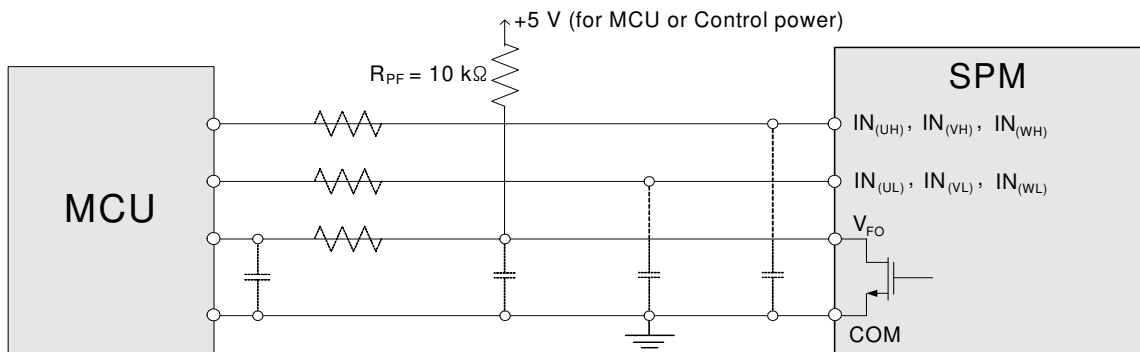 +5 V (for MCU or Control power)
R_PF = 10 kΩ
SPM
MCU
IN_(UH), IN_(VH), IN_(WH)
IN_(UL), IN_(VL), IN_(WL)
V_FO
COM